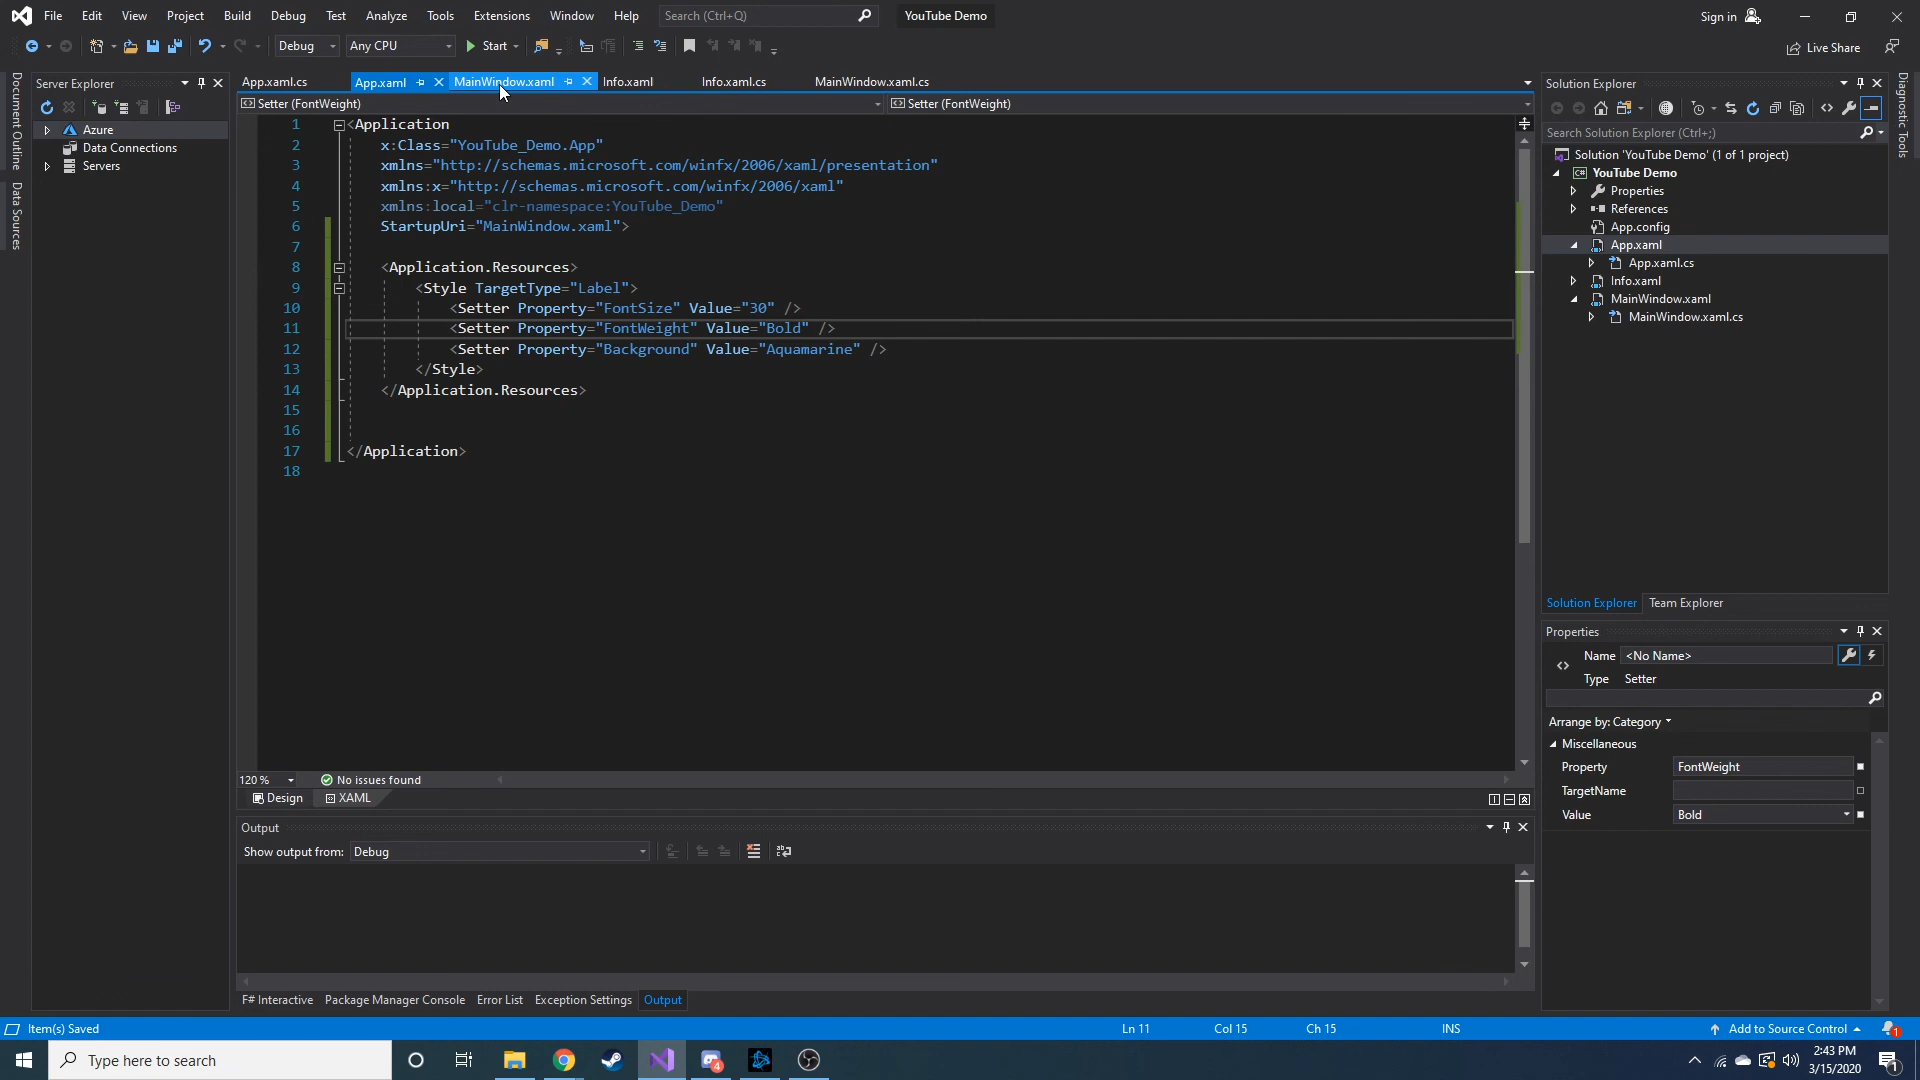 File Edit View Project Build Debug Test Analyze Tools Extensions Window Help Search (Ctrl+Q) YouTube Demo Sign in
Debug Any CPU Start Live Share
Document Outline
Data Sources
Server Explorer
Azure
Data Connections
Servers
App.xaml.cs App.xaml MainWindow.xaml Info.xaml Info.xaml.cs MainWindow.xaml.cs
Setter (FontWeight) Setter (FontWeight)
1 <Application
2 x:Class="YouTube_Demo.App"
3 xmlns="http://schemas.microsoft.com/winfx/2006/xaml/presentation"
4 xmlns:x="http://schemas.microsoft.com/winfx/2006/xaml"
5 xmlns:local="clr-namespace:YouTube_Demo"
6 StartupUri="MainWindow.xaml">
7
8 <Application.Resources>
9 <Style TargetType="Label">
10 <Setter Property="FontSize" Value="30" />
11 <Setter Property="FontWeight" Value="Bold" />
12 <Setter Property="Background" Value="Aquamarine" />
13 </Style>
14 </Application.Resources>
15
16
17 </Application>
18
120 % No issues found
Design XAML
Output
Show output from: Debug
F# Interactive Package Manager Console Error List Exception Settings Output
Solution Explorer
Search Solution Explorer (Ctrl+;)
Solution 'YouTube Demo' (1 of 1 project)
C# YouTube Demo
Properties
References
App.config
App.xaml
App.xaml.cs
Info.xaml
MainWindow.xaml
MainWindow.xaml.cs
Solution Explorer Team Explorer
Properties
Name <No Name>
Type Setter
Arrange by: Category
Miscellaneous
Property FontWeight
TargetName
Value Bold
Diagnostic Tools
Item(s) Saved Ln 11 Col 15 Ch 15 INS Add to Source Control 1
Type here to search 4 2:43 PM
3/15/2020 1